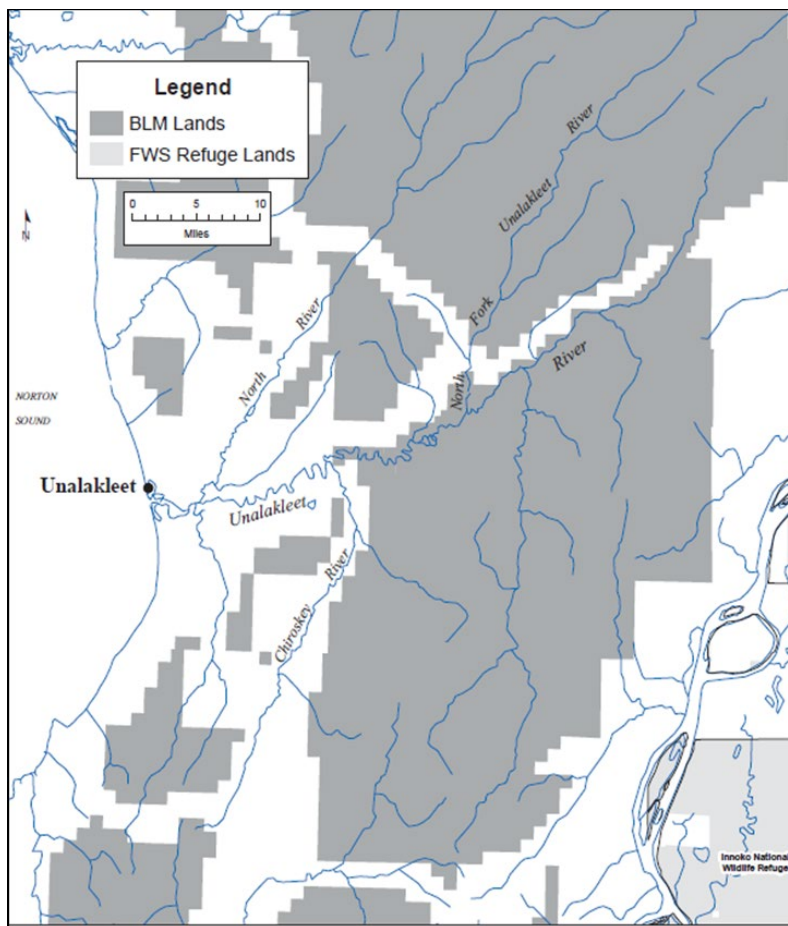 Legend
BLM Lands
FWS Refuge Lands
0 5 10
Miles
N
River
Unalakleet
River
Fork
North
River
North
NORTON
SOUND
Unalakleet
Unalakleet
River
Chiroskey
Innoko National
Wildlife Refuge